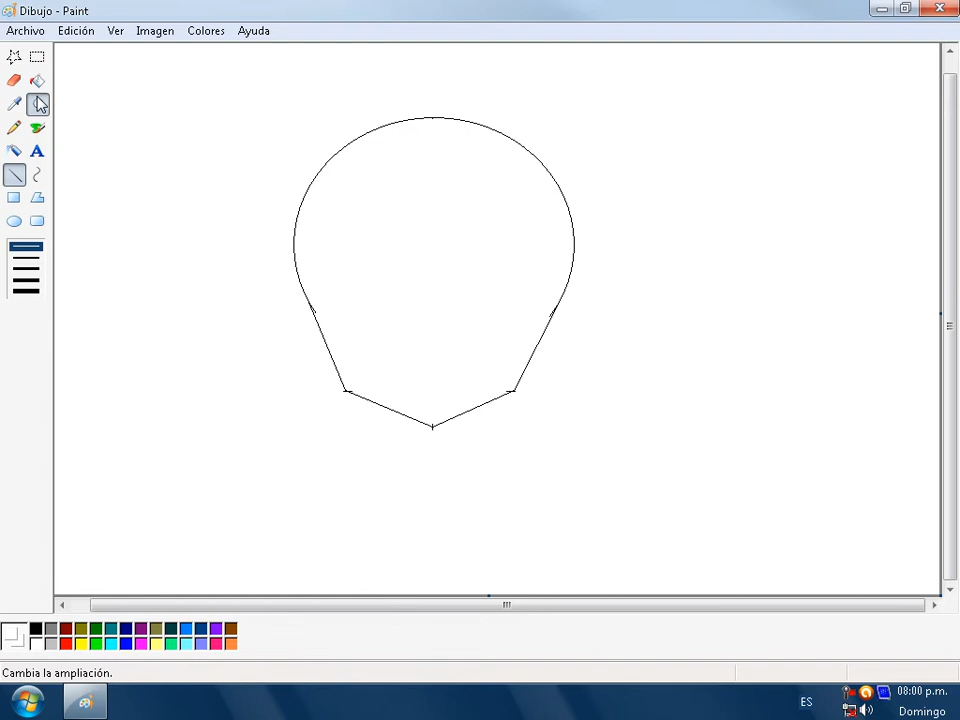 Dibujo - Paint
Archivo Edición Ver Imagen Colores Ayuda
A
Cambia la ampliación.
ES
08:00 p.m.
Domingo